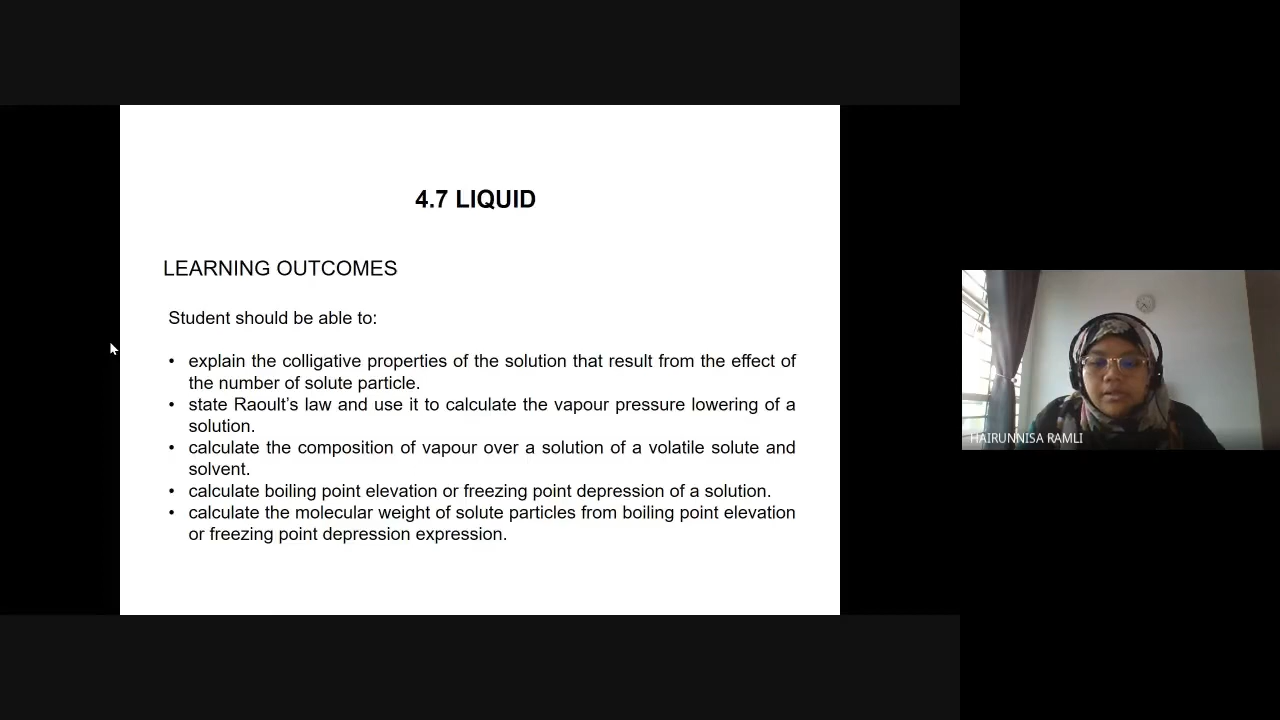 4.7 LIQUID
LEARNING OUTCOMES
Student should be able to:
• explain the colligative properties of the solution that result from the effect of
the number of solute particle.
• state Raoult’s law and use it to calculate the vapour pressure lowering of a
solution.
• calculate the composition of vapour over a solution of a volatile solute and
solvent.
• calculate boiling point elevation or freezing point depression of a solution.
• calculate the molecular weight of solute particles from boiling point elevation
or freezing point depression expression.
HAIRUNNISA RAMLI